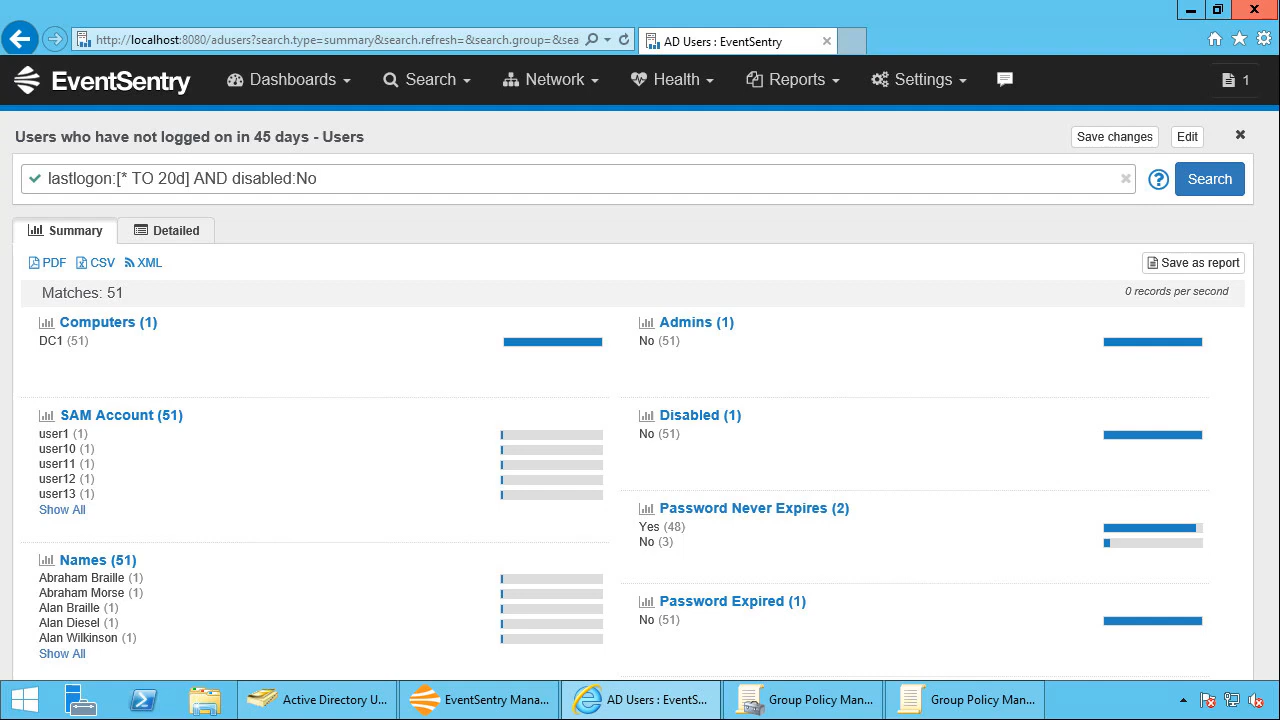 http://localhost:8080/adusers?search.type=summary&search.refresh=&search.group=&sea
AD Users : EventSentry
EventSentry
Dashboards
Search
Network
Health
Reports
Settings
1
Users who have not logged on in 45 days - Users
Save changes
Edit
lastlogon:[* TO 20d] AND disabled:No
Search
Summary
Detailed
PDF
CSV
XML
Save as report
Matches: 51
0 records per second
Computers (1)
DC1 (51)
Admins (1)
No (51)
SAM Account (51)
user1 (1)
user10 (1)
user11 (1)
user12 (1)
user13 (1)
Show All
Disabled (1)
No (51)
Password Never Expires (2)
Yes (48)
No (3)
Names (51)
Abraham Braille (1)
Abraham Morse (1)
Alan Braille (1)
Alan Diesel (1)
Alan Wilkinson (1)
Show All
Password Expired (1)
No (51)
Active Directory U...
EventSentry Mana...
AD Users : EventS...
Group Policy Man...
Group Policy Man...